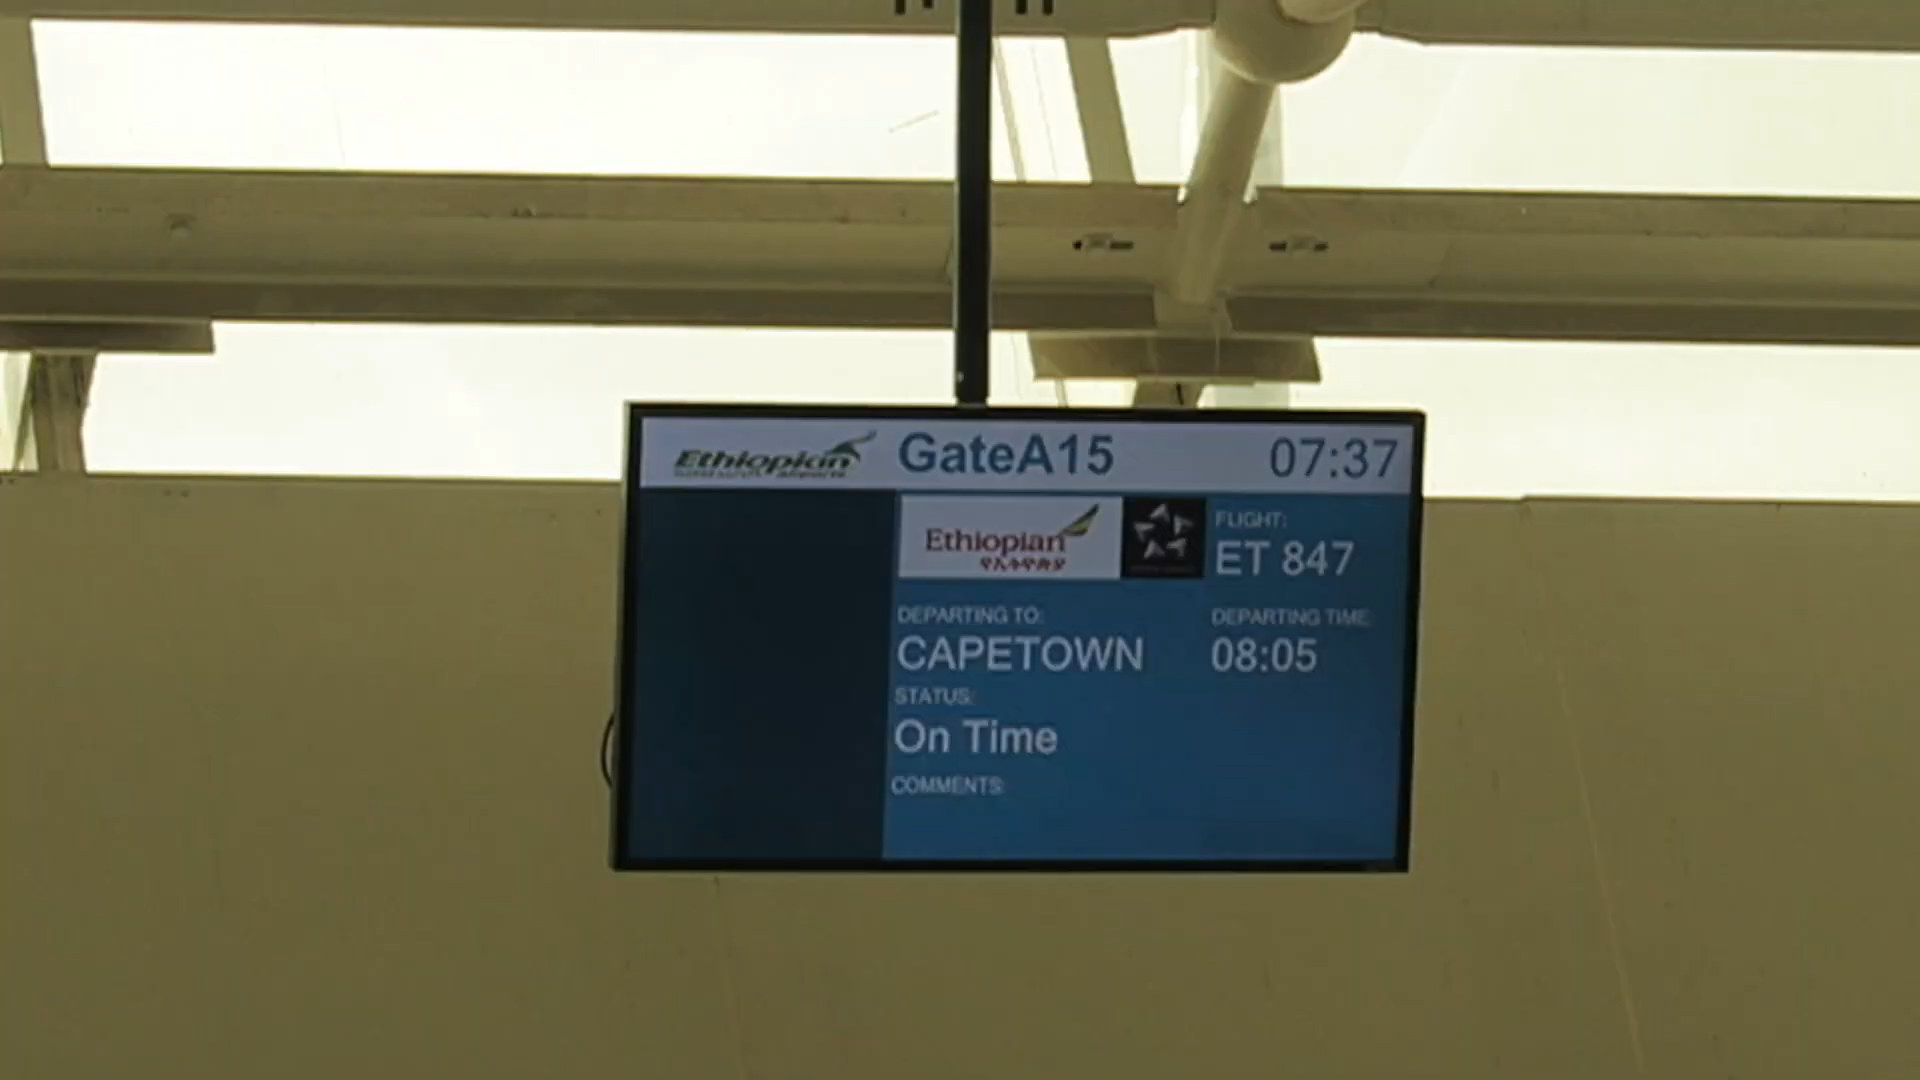 Ethiopian
GateA15
07:37
Ethiopian
የኢትዮጵያ
FLIGHT:
ET 847
DEPARTING TO:
CAPETOWN
DEPARTING TIME:
08:05
STATUS:
On Time
COMMENTS: